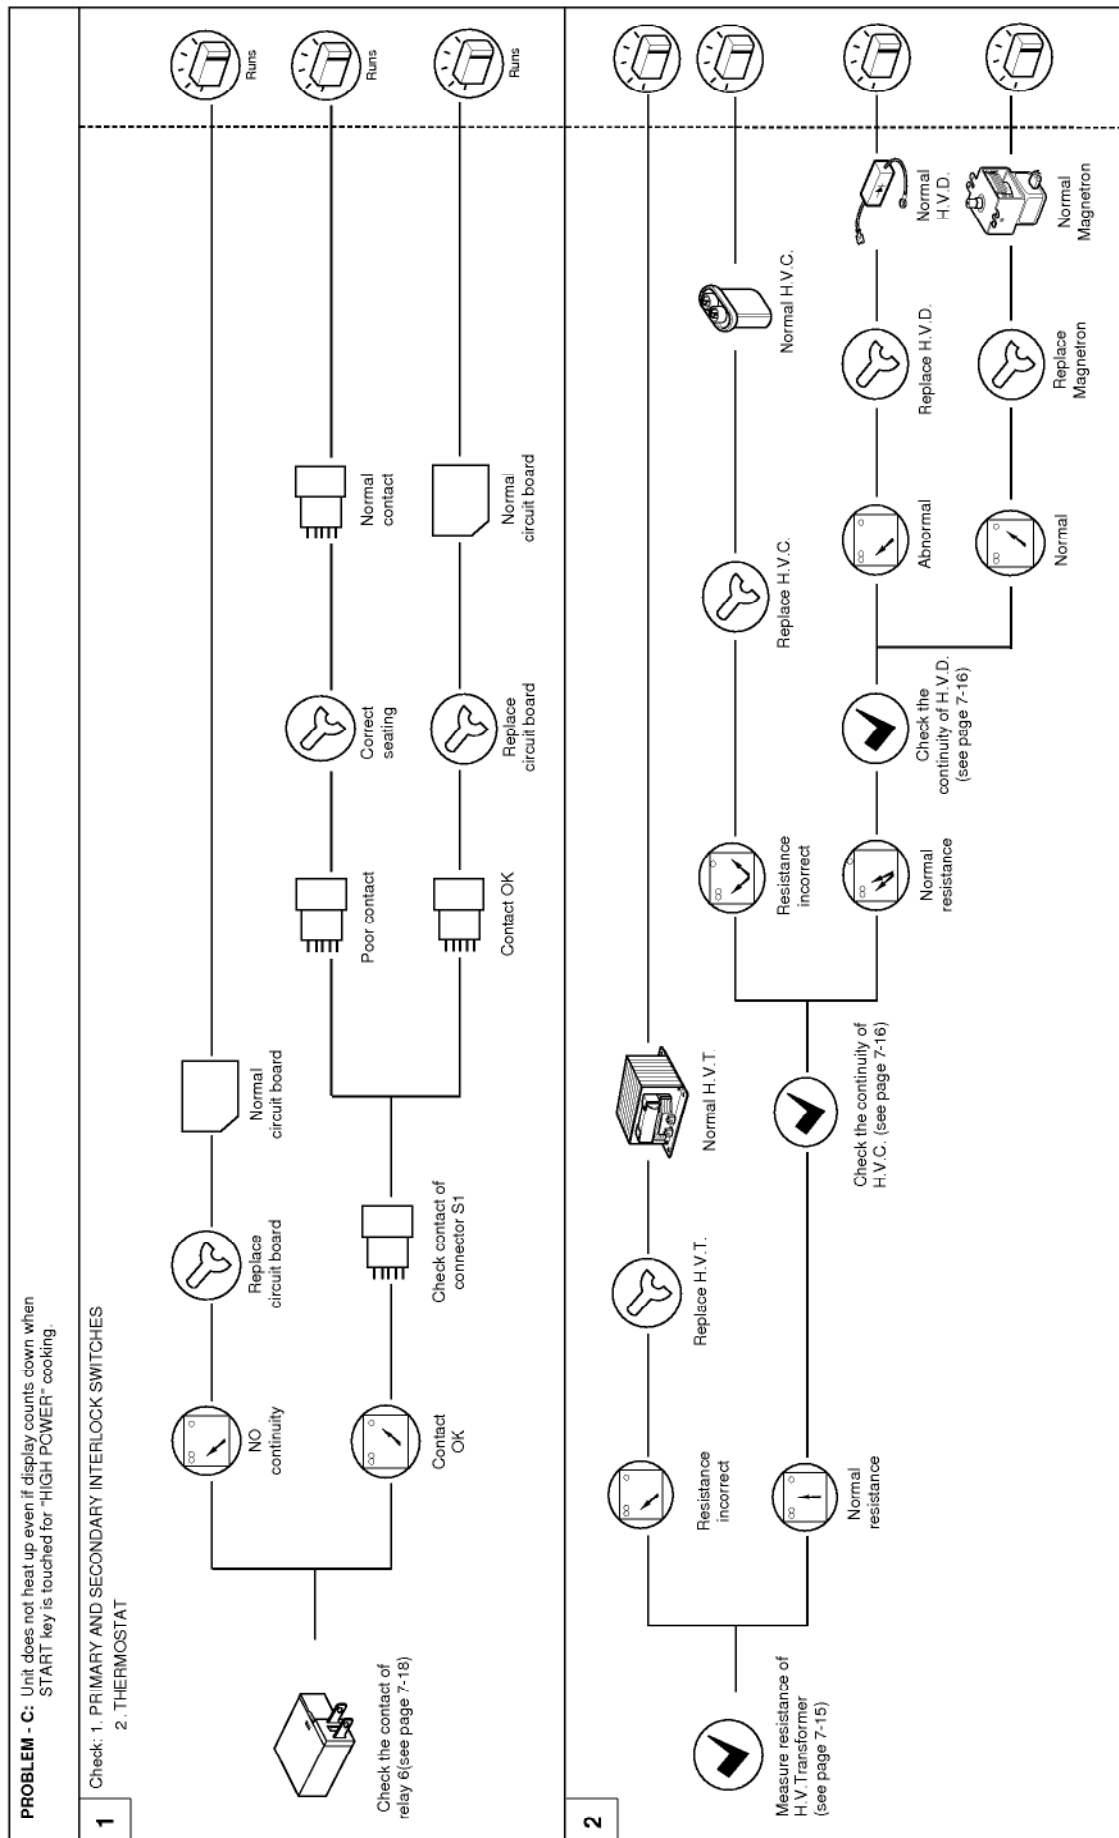 PROBLEM - C: Unit does not heat up even if display counts down when
START key is touched for "HIGH POWER" cooking.
1
Check: 1. PRIMARY AND SECONDARY INTERLOCK SWITCHES
2. THERMOSTAT
Check the contact of
relay 6(see page 7-18)
NO
continuity
Replace
circuit board
Normal
circuit board
Runs
Contact
OK
Check contact of
connector S1
Poor contact
Correct
seating
Normal
contact
Runs
Contact OK
Replace
circuit board
Normal
circuit board
Runs
2
Measure resistance of
H.V.Transformer
(see page 7-15)
Resistance
incorrect
Replace H.V.T.
Normal H.V.T.
Normal
resistance
Check the continuity of
H.V.C. (see page 7-16)
Resistance
incorrect
Replace H.V.C.
Normal H.V.C.
Normal
resistance
Check the
continuity of H.V.D.
(see page 7-16)
Abnormal
Replace H.V.D.
Normal
H.V.D.
Normal
Replace
Magnetron
Normal
Magnetron